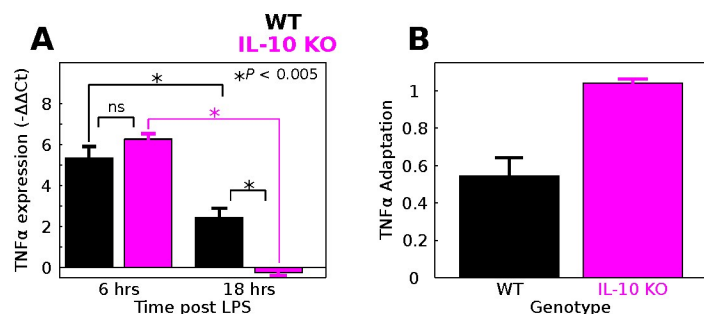 WT
IL-10 KO
A
B
*P < 0.005
* ns * *
TNFα expression (-ΔΔCt)
8
6
4
2
0
6 hrs 18 hrs
Time post LPS
TNFα Adaptation
1
0.8
0.6
0.4
0.2
0
WT IL-10 KO
Genotype